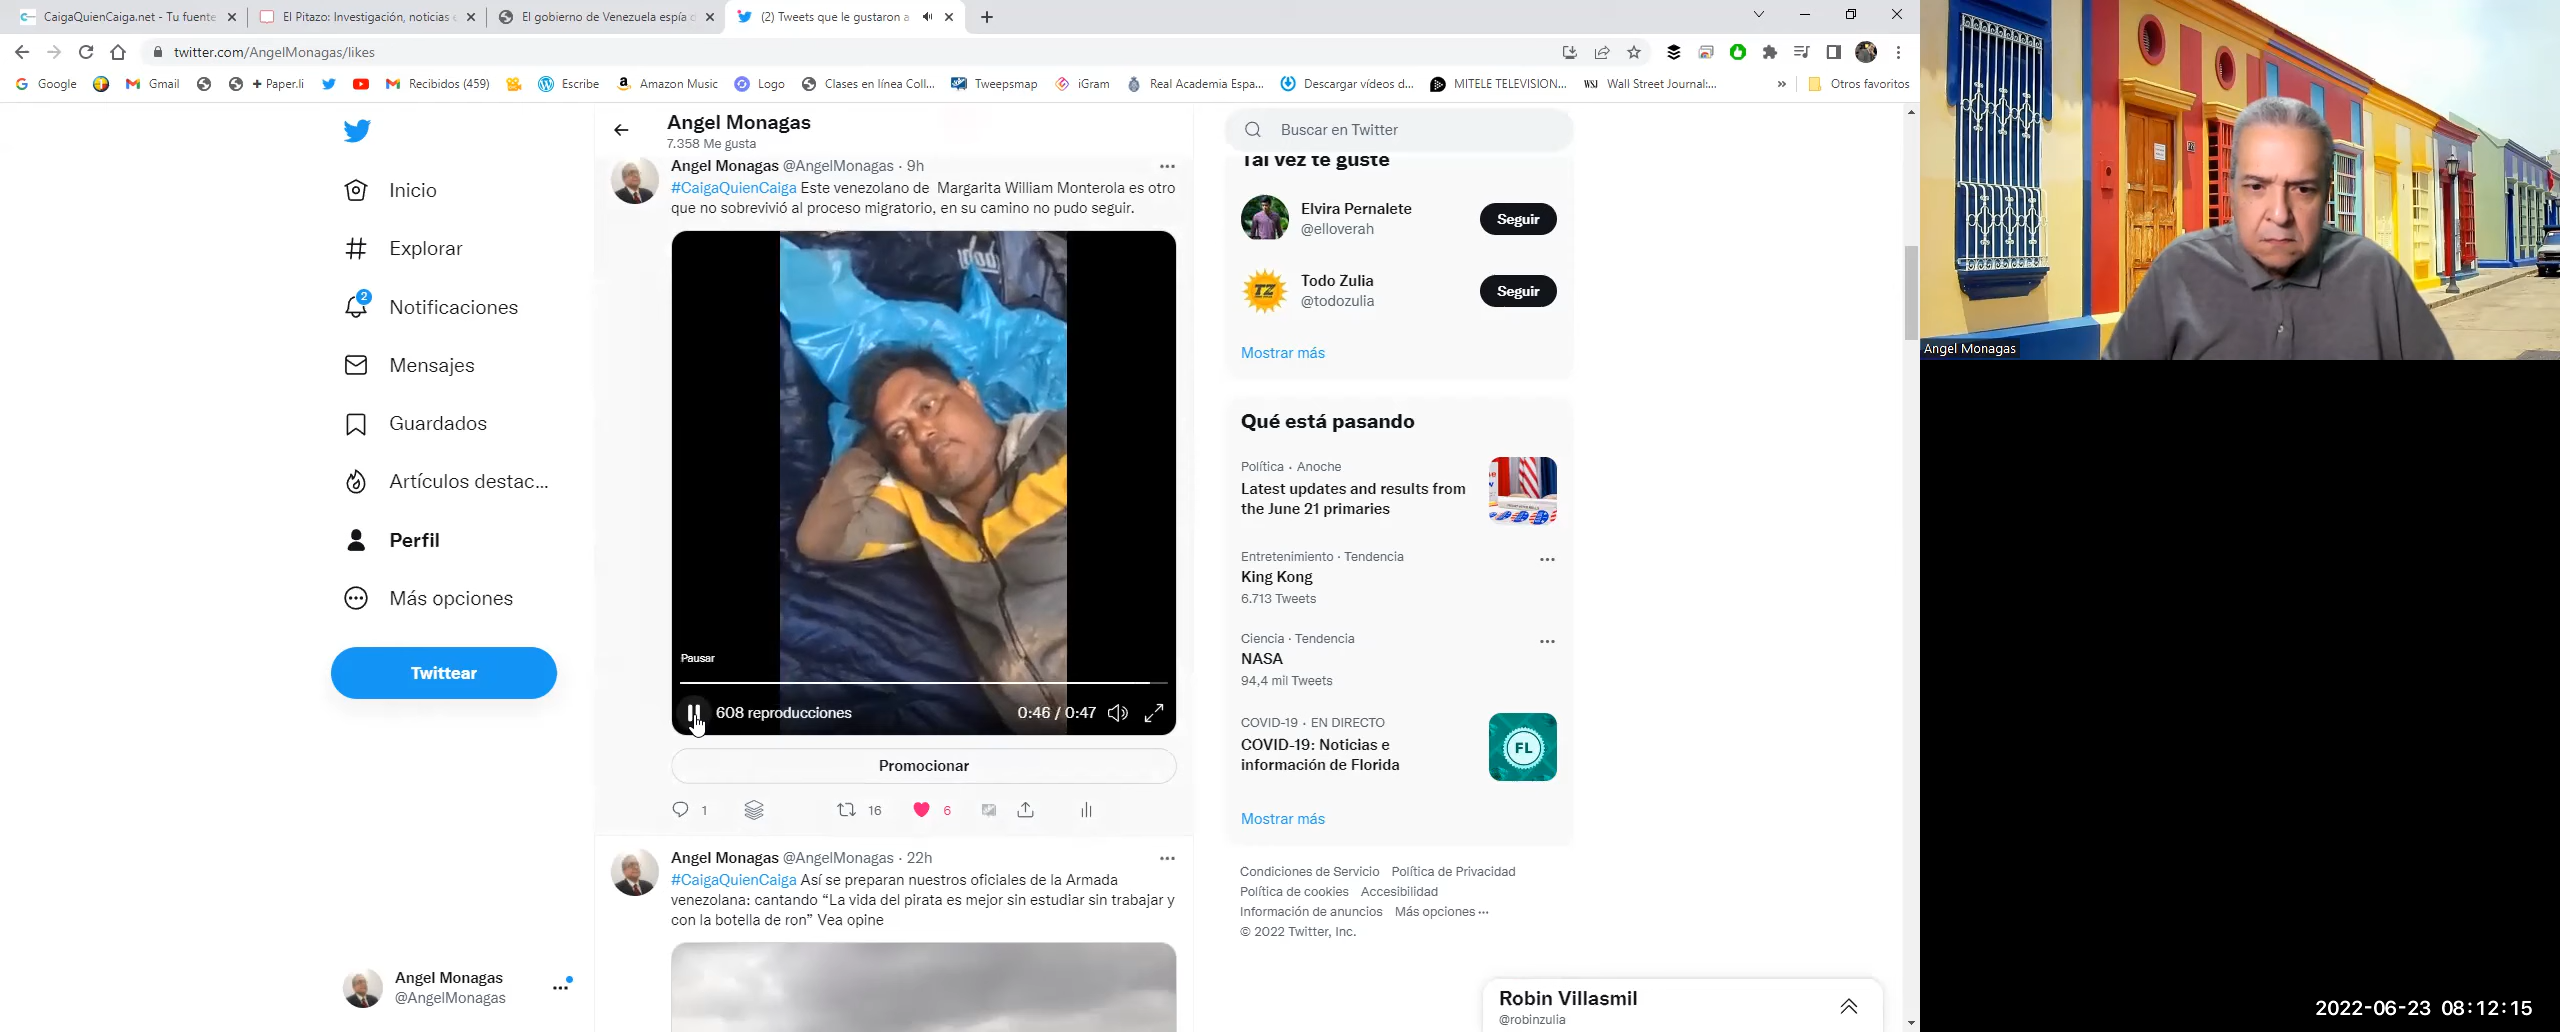 CaigaQuienCaiga.net - Tu fuente
El Pitazo: Investigación, noticias
El gobierno de Venezuela espía
(2) Tweets que le gustaron a
twitter.com/AngelMonagas/likes
Google
Gmail
+ Paper.li
Recibidos (459)
Escribe
Amazon Music
Logo
Clases en línea Coll...
Tweepsmap
iGram
Real Academia Espa...
Descargar vídeos d...
MITELE TELEVISION...
WSJ
Wall Street Journal:...
»
Otros favoritos
Inicio
Explorar
2
Notificaciones
Mensajes
Guardados
Artículos destac...
Perfil
Más opciones
Twittear
Angel Monagas
@AngelMonagas
Angel Monagas
7.358 Me gusta
Angel Monagas @AngelMonagas · 9h
#CaigaQuienCaiga Este venezolano de Margarita William Monterola es otro
que no sobrevivió al proceso migratorio, en su camino no pudo seguir.
Pausar
608 reproducciones
0:46 / 0:47
Promocionar
1
16
6
Angel Monagas @AngelMonagas · 22h
#CaigaQuienCaiga Así se preparan nuestros oficiales de la Armada
venezolana: cantando “La vida del pirata es mejor sin estudiar sin trabajar y
con la botella de ron” Vea opine
Buscar en Twitter
Tal vez te guste
Elvira Pernalete
@elloverah
Seguir
TZ
Todo Zulia
@todozulia
Seguir
Mostrar más
Qué está pasando
Política · Anoche
Latest updates and results from
the June 21 primaries
Entretenimiento · Tendencia
King Kong
6.713 Tweets
Ciencia · Tendencia
NASA
94,4 mil Tweets
COVID-19 · EN DIRECTO
COVID-19: Noticias e
información de Florida
FL
Mostrar más
Condiciones de Servicio Política de Privacidad
Política de cookies Accesibilidad
Información de anuncios Más opciones ···
© 2022 Twitter, Inc.
Robin Villasmil
@robinzulia
Angel Monagas
2022-06-23 08:12:15